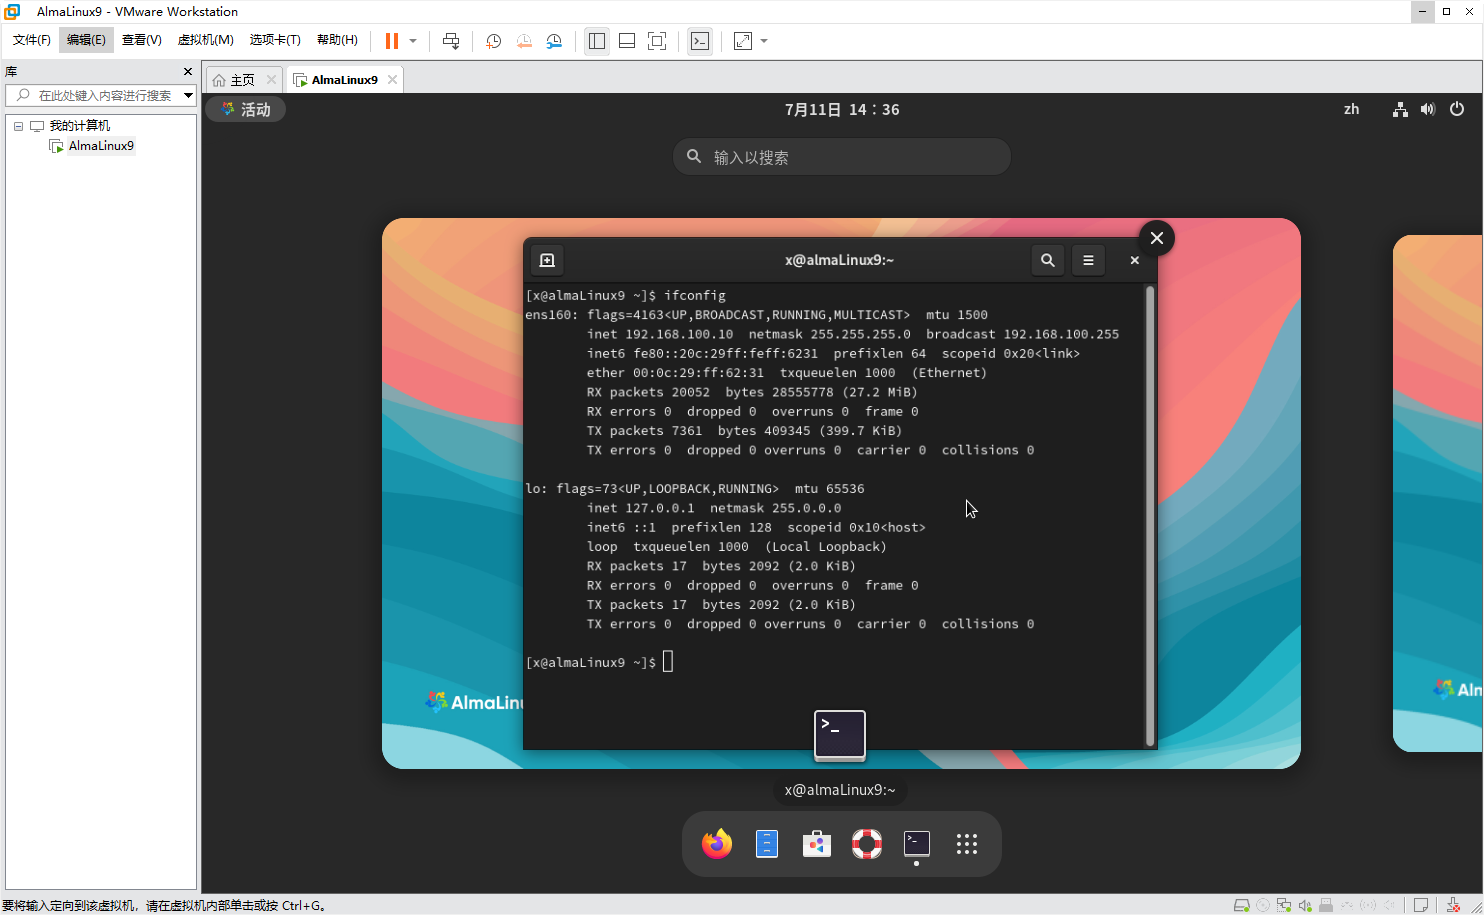 AlmaLinux9 - VMware Workstation
文件(F) 编辑(E) 查看(V) 虚拟机(M) 选项卡(T) 帮助(H)
库
在此处键入内容进行搜索
我的计算机
AlmaLinux9
主页
AlmaLinux9
活动
7月11日 14：36
zh
输入以搜索
x@almaLinux9:~
[x@almaLinux9 ~]$ ifconfig
ens160: flags=4163<UP,BROADCAST,RUNNING,MULTICAST>  mtu 1500
inet 192.168.100.10  netmask 255.255.255.0  broadcast 192.168.100.255
inet6 fe80::20c:29ff:feff:6231  prefixlen 64  scopeid 0x20<link>
ether 00:0c:29:ff:62:31  txqueuelen 1000  (Ethernet)
RX packets 20052  bytes 28555778 (27.2 MiB)
RX errors 0  dropped 0  overruns 0  frame 0
TX packets 7361  bytes 409345 (399.7 KiB)
TX errors 0  dropped 0 overruns 0  carrier 0  collisions 0
lo: flags=73<UP,LOOPBACK,RUNNING>  mtu 65536
inet 127.0.0.1  netmask 255.0.0.0
inet6 ::1  prefixlen 128  scopeid 0x10<host>
loop  txqueuelen 1000  (Local Loopback)
RX packets 17  bytes 2092 (2.0 KiB)
RX errors 0  dropped 0  overruns 0  frame 0
TX packets 17  bytes 2092 (2.0 KiB)
TX errors 0  dropped 0 overruns 0  carrier 0  collisions 0
[x@almaLinux9 ~]$
AlmaLinu
Alm
x@almaLinux9:~
要将输入定向到该虚拟机，请在虚拟机内部单击或按 Ctrl+G。